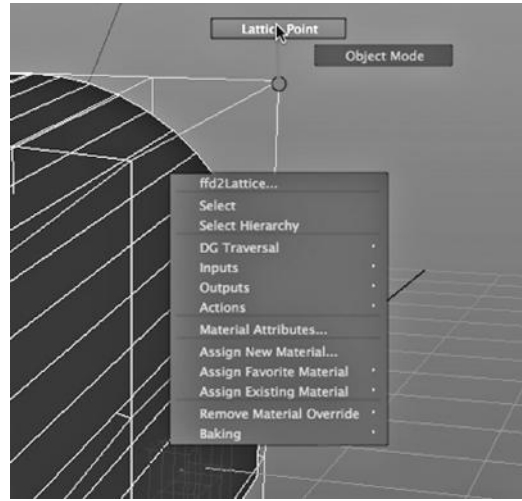 Lattice Point
Object Mode
ffd2Lattice...
Select
Select Hierarchy
DG Traversal
Inputs
Outputs
Actions
Material Attributes...
Assign New Material...
Assign Favorite Material
Assign Existing Material
Remove Material Override
Baking